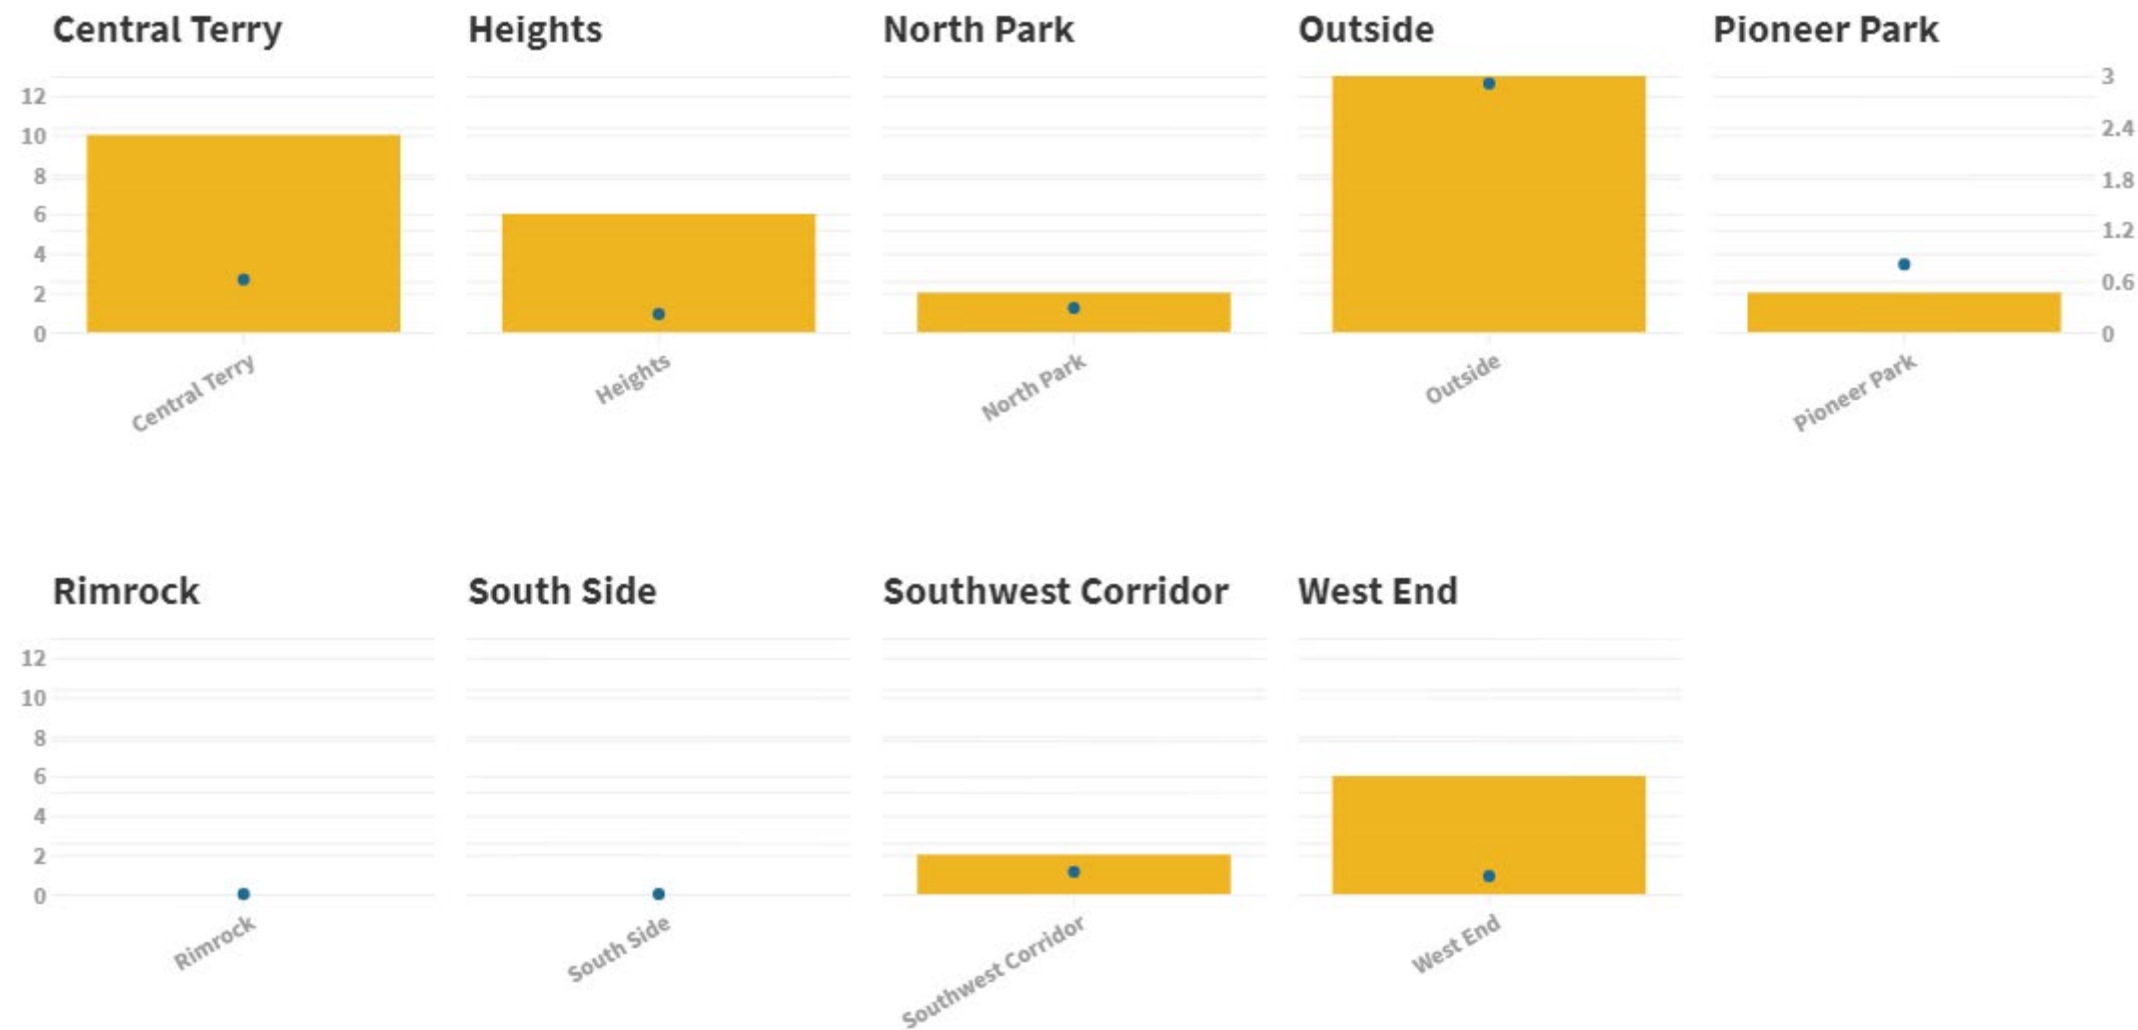 Central Terry
Heights
North Park
Outside
Pioneer Park
12
10
8
6
4
2
0
3
2.4
1.8
1.2
0.6
0
Central Terry
Heights
North Park
Outside
Pioneer Park
Rimrock
South Side
Southwest Corridor
West End
12
10
8
6
4
2
0
Rimrock
South Side
Southwest Corridor
West End